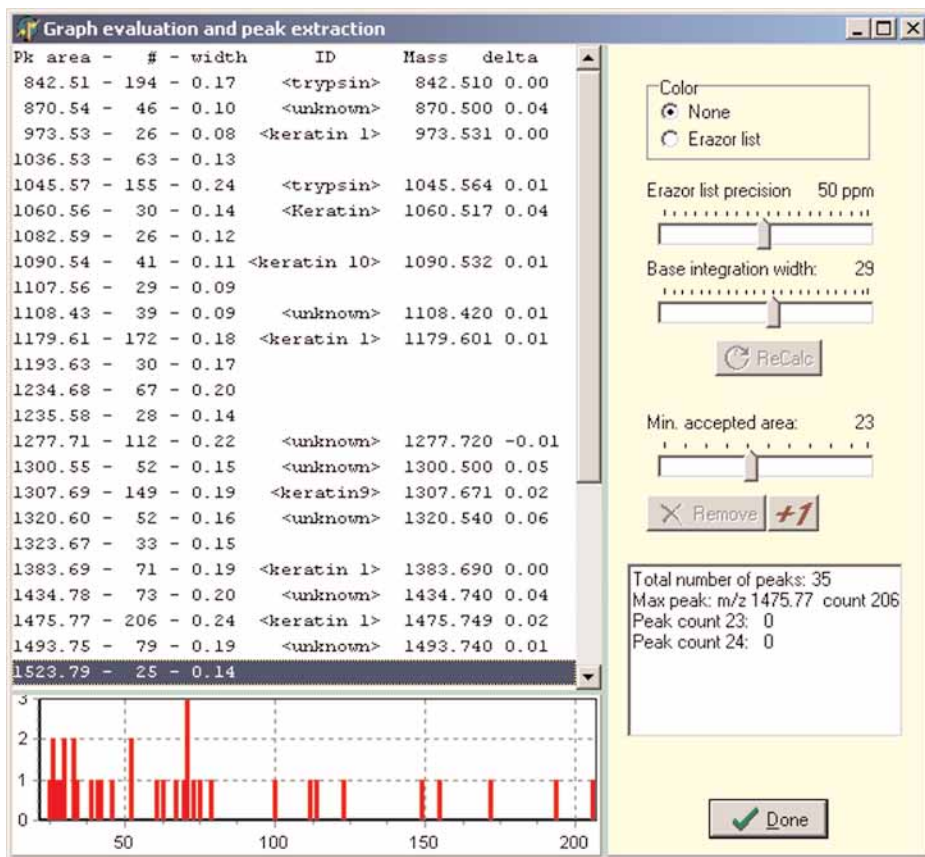 Graph evaluation and peak extraction
Pk area - # - width ID Mass delta
842.51 - 194 - 0.17 <trypsin> 842.510 0.00
870.54 - 46 - 0.10 <unknown> 870.500 0.04
973.53 - 26 - 0.08 <keratin 1> 973.531 0.00
1036.53 - 63 - 0.13
1045.57 - 155 - 0.24 <trypsin> 1045.564 0.01
1060.56 - 30 - 0.14 <Keratin> 1060.517 0.04
1082.59 - 26 - 0.12
1090.54 - 41 - 0.11 <keratin 10> 1090.532 0.01
1107.56 - 29 - 0.09
1108.43 - 39 - 0.09 <unknown> 1108.420 0.01
1179.61 - 172 - 0.18 <keratin 1> 1179.601 0.01
1193.63 - 30 - 0.17
1234.68 - 67 - 0.20
1235.58 - 28 - 0.14
1277.71 - 112 - 0.22 <unknown> 1277.720 -0.01
1300.55 - 52 - 0.15 <unknown> 1300.500 0.05
1307.69 - 149 - 0.19 <keratin9> 1307.671 0.02
1320.60 - 52 - 0.16 <unknown> 1320.540 0.06
1323.67 - 33 - 0.15
1383.69 - 71 - 0.19 <keratin 1> 1383.690 0.00
1434.78 - 73 - 0.20 <unknown> 1434.740 0.04
1475.77 - 206 - 0.24 <keratin 1> 1475.749 0.02
1493.75 - 79 - 0.19 <unknown> 1493.740 0.01
1523.79 - 25 - 0.14
3
2
1
0
50 100 150 200
Color
None
Erazor list
Erazor list precision 50 ppm
Base integration width: 29
ReCalc
Min. accepted area: 23
Remove +1
Total number of peaks: 35
Max peak: m/z 1475.77 count 206
Peak count 23: 0
Peak count 24: 0
Done